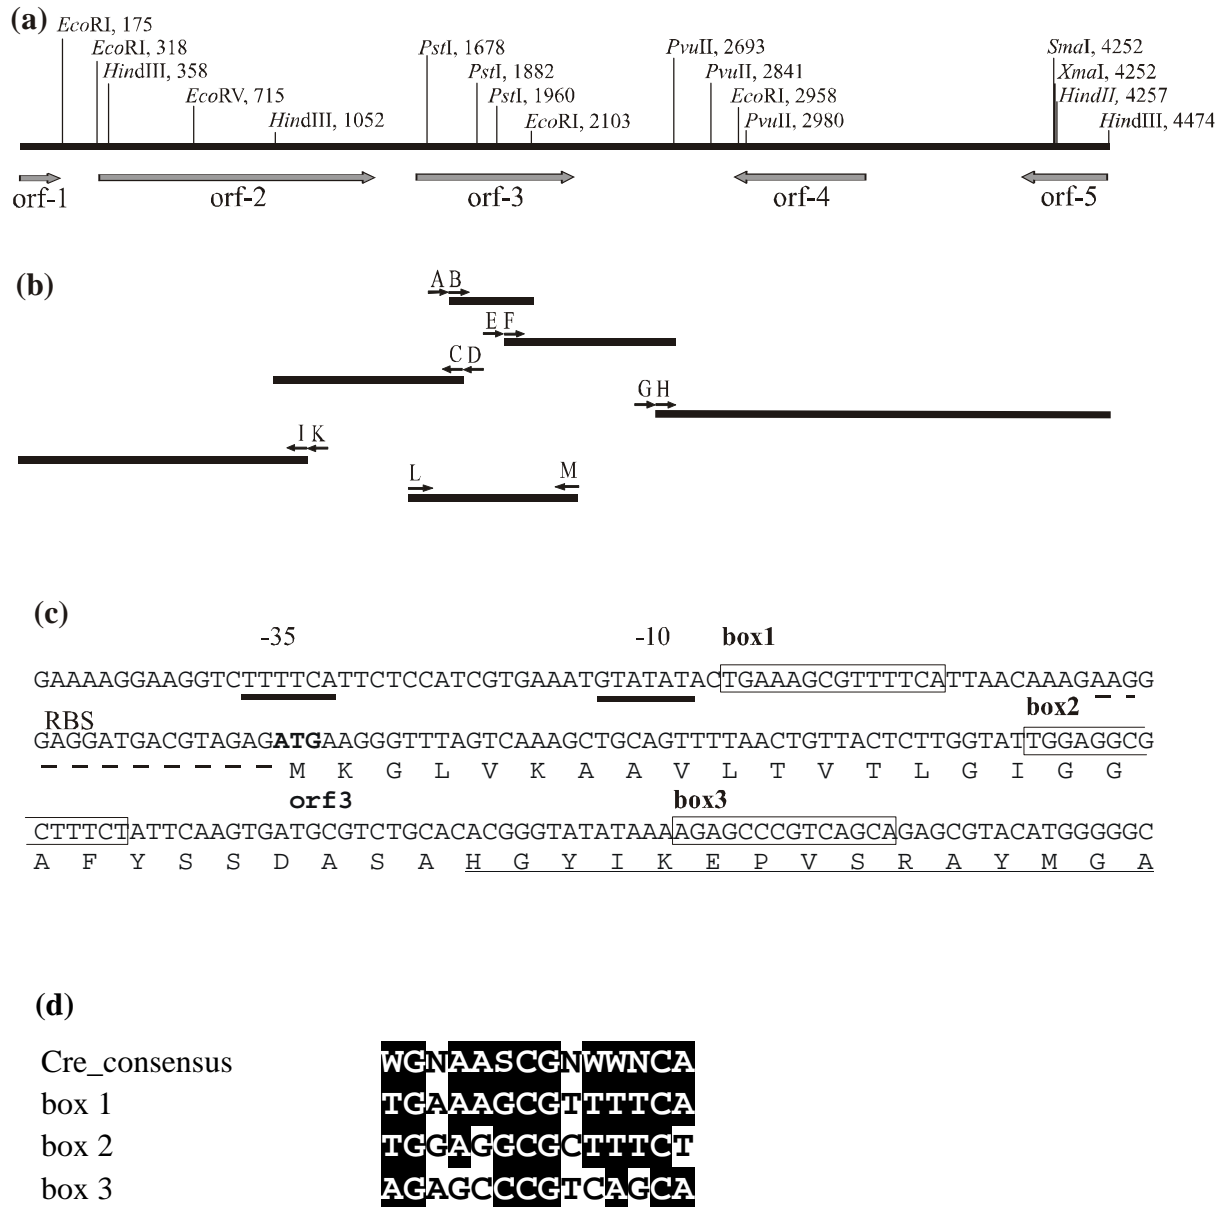 (a)
EcoRI, 175
EcoRI, 318
HindIII, 358
EcoRV, 715
HindIII, 1052
PstI, 1678
PstI, 1882
PstI, 1960
EcoRI, 2103
PvuII, 2693
PvuII, 2841
EcoRI, 2958
PvuII, 2980
SmaI, 4252
XmaI, 4252
HindII, 4257
HindIII, 4474
orf-1 orf-2 orf-3 orf-4 orf-5
(b)
A B
E F
C D
G H
I K
L M
(c)
-35 -10 box1
GAAAAGGAAGGTCTTTTCATTCTCCATCGTGAAATGTATATACTGAAAGCGTTTTCATTAACAAAGAAGG
RBS box2
GAGGATGACGTAGAGATGAAGGGTTTAGTCAAAGCTGCAGTTTTAACTGTTACTCTTGGTATTGGAGGCG
M K G L V K A A V L T V T L G I G G
orf3 box3
CTTTCTATTCAAGTGATGCGTCTGCACACGGGTATATAAAAGAGCCCGTCAGCAGAGCGTACATGGGGGC
A F Y S S D A S A H G Y I K E P V S R A Y M G A
(d)
Cre_consensus WGNAASCGNWWNCA
box 1 TGAAAGCGTTTTCA
box 2 TGGAGGCGCTTTCT
box 3 AGAGCCCGTCAGCA